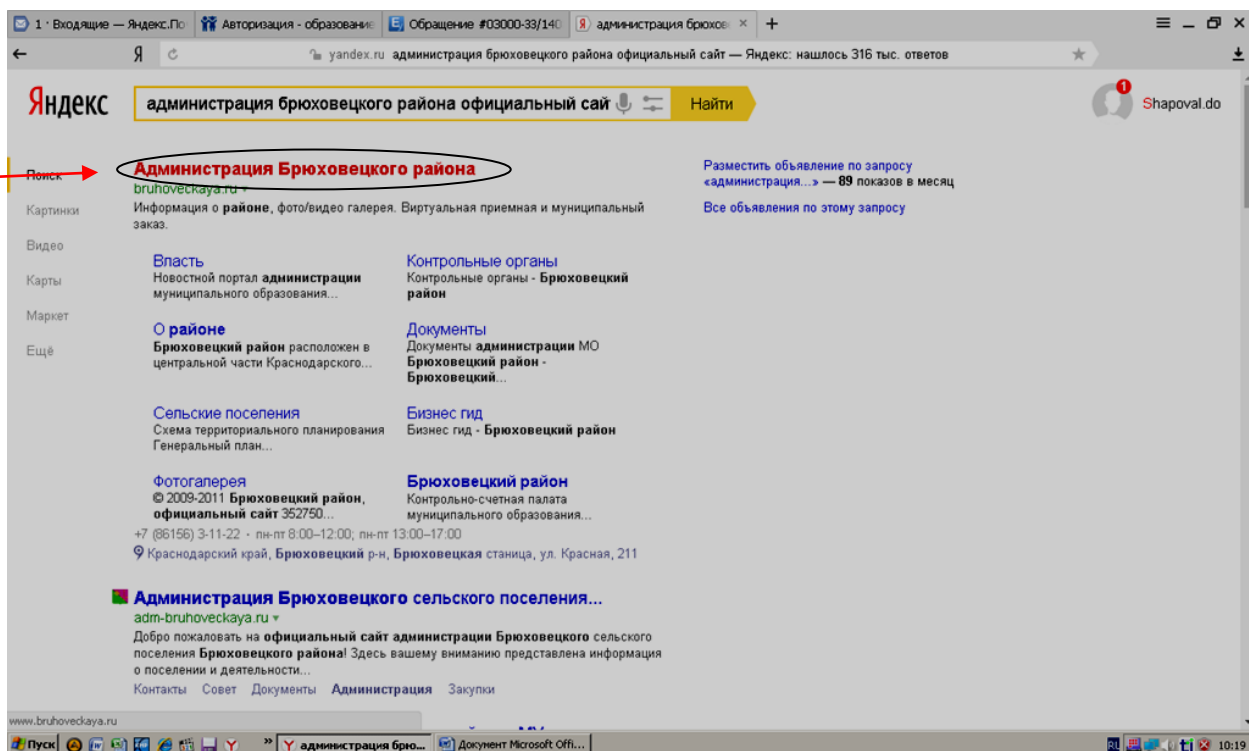 1 · Входящие — Яндекс.По
Авторизация - образование
Обращение #03000-33/140
администрация брюхов
Я
yandex.ru администрация брюховецкого района официальный сайт — Яндекс: нашлось 316 тыс. ответов
Яндекс
администрация брюховецкого района официальный сай
Найти
1
Shapoval.do
Поиск
Картинки
Видео
Карты
Маркет
Ещё
Администрация Брюховецкого района
bruhoveckaya.ru
Информация о районе, фото/видео галерея. Виртуальная приемная и муниципальный
заказ.
Власть
Новостной портал администрации
муниципального образования...
Контрольные органы
Контрольные органы - Брюховецкий
район
О районе
Брюховецкий район расположен в
центральной части Краснодарского...
Документы
Документы администрации МО
Брюховецкий район -
Брюховецкий...
Сельские поселения
Схема территориального планирования
Генеральный план...
Бизнес гид
Бизнес гид - Брюховецкий район
Фотогалерея
© 2009-2011 Брюховецкий район,
официальный сайт 352750...
Брюховецкий район
Контрольно-счетная палата
муниципального образования...
+7 (86156) 3-11-22 · пн-пт 8:00–12:00; пн-пт 13:00–17:00
Краснодарский край, Брюховецкий р-н, Брюховецкая станица, ул. Красная, 211
Разместить объявление по запросу
«администрация...» — 89 показов в месяц
Все объявления по этому запросу
Администрация Брюховецкого сельского поселения...
adm-bruhoveckaya.ru
Добро пожаловать на официальный сайт администрации Брюховецкого сельского
поселения Брюховецкого района! Здесь вашему вниманию представлена информация
о поселении и деятельности...
Контакты Совет Документы Администрация Закупки
www.bruhoveckaya.ru
Пуск
администрация брю...
Документ Microsoft Offi...
RU
10:19